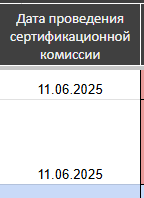 Дата проведения
сертификационной
комиссии
11.06.2025
11.06.2025